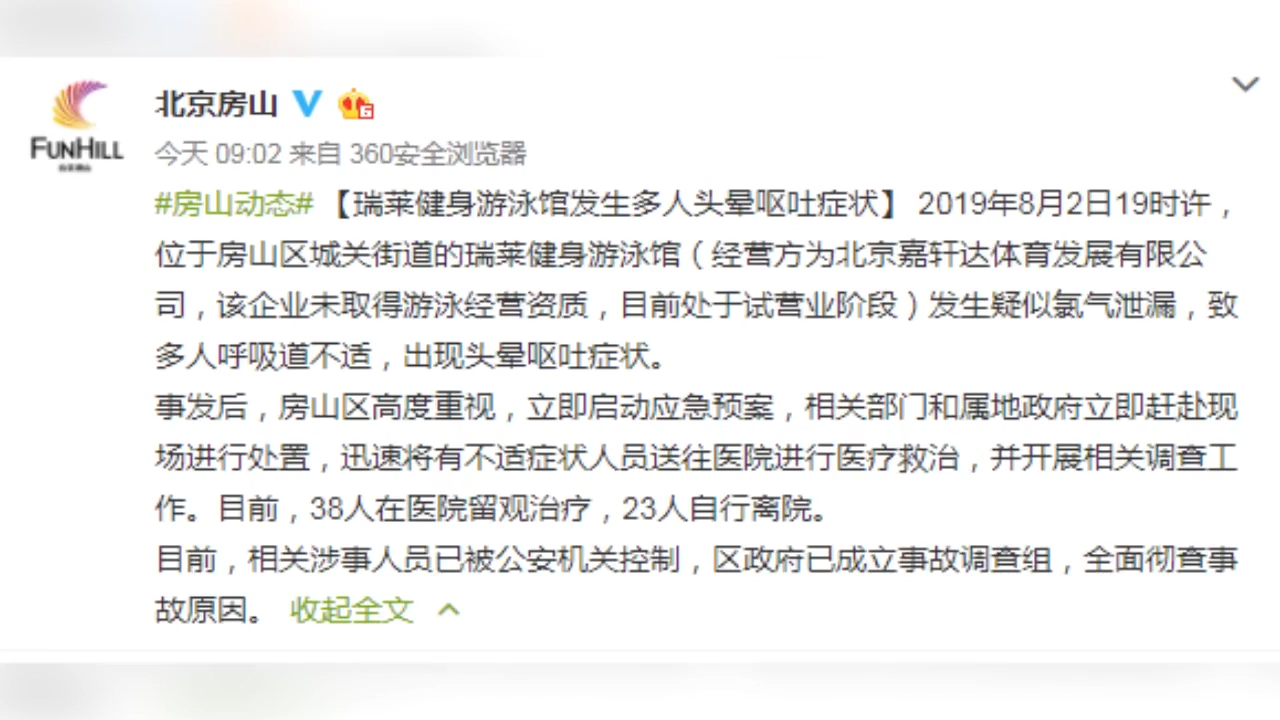 北京房山
FUNHILL
今天 09:02 来自 360安全浏览器
#房山动态# 【瑞莱健身游泳馆发生多人头晕呕吐症状】 2019年8月2日19时许，
位于房山区城关街道的瑞莱健身游泳馆（经营方为北京嘉轩达体育发展有限公
司，该企业未取得游泳经营资质，目前处于试营业阶段）发生疑似氯气泄漏，致
多人呼吸道不适，出现头晕呕吐症状。
事发后，房山区高度重视，立即启动应急预案，相关部门和属地政府立即赶赴现
场进行处置，迅速将有不适症状人员送往医院进行医疗救治，并开展相关调查工
作。目前，38人在医院留观治疗，23人自行离院。
目前，相关涉事人员已被公安机关控制，区政府已成立事故调查组，全面彻查事
故原因。 收起全文